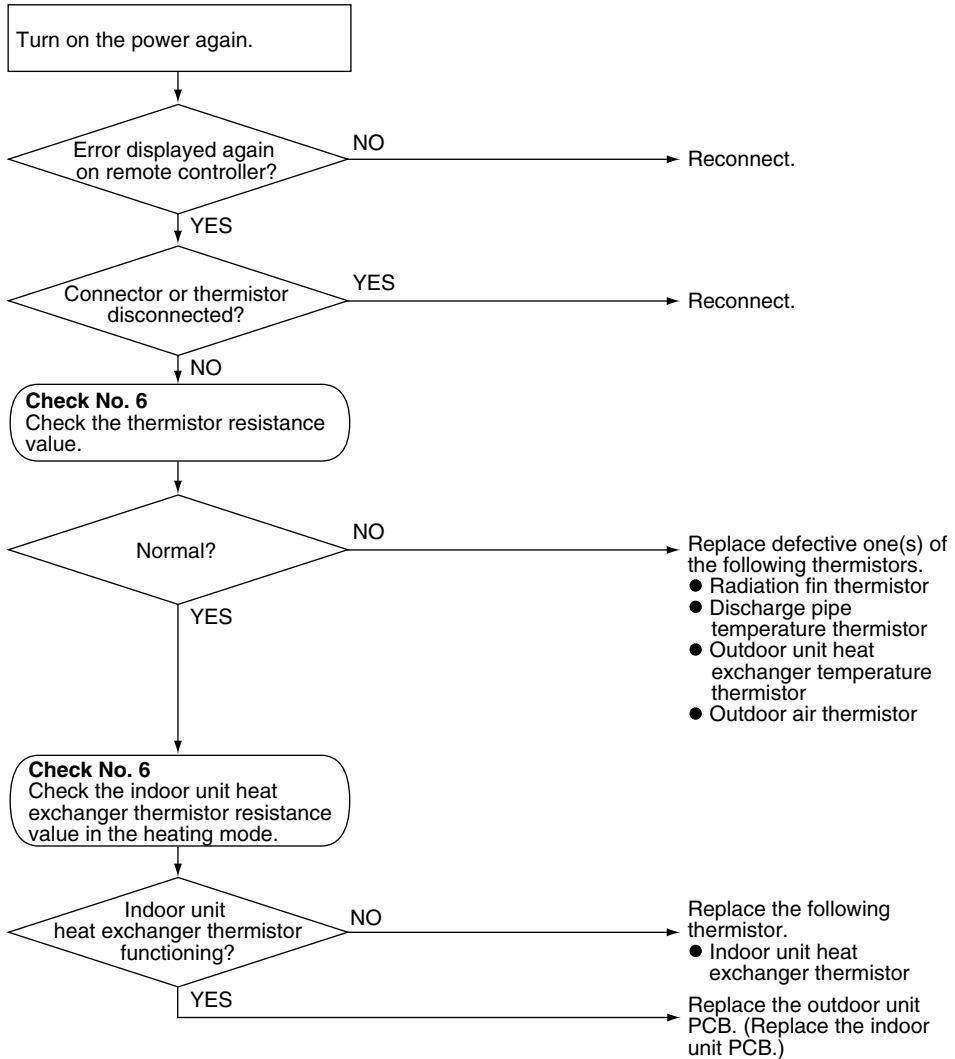 Turn on the power again.
Error displayed again
on remote controller?
NO
Reconnect.
YES
Connector or thermistor
disconnected?
YES
Reconnect.
NO
Check No. 6
Check the thermistor resistance
value.
Normal?
NO
Replace defective one(s) of
the following thermistors.
● Radiation fin thermistor
● Discharge pipe
temperature thermistor
● Outdoor unit heat
exchanger temperature
thermistor
● Outdoor air thermistor
YES
Check No. 6
Check the indoor unit heat
exchanger thermistor resistance
value in the heating mode.
Indoor unit
heat exchanger thermistor
functioning?
NO
Replace the following
thermistor.
● Indoor unit heat
exchanger thermistor
YES
Replace the outdoor unit
PCB. (Replace the indoor
unit PCB.)